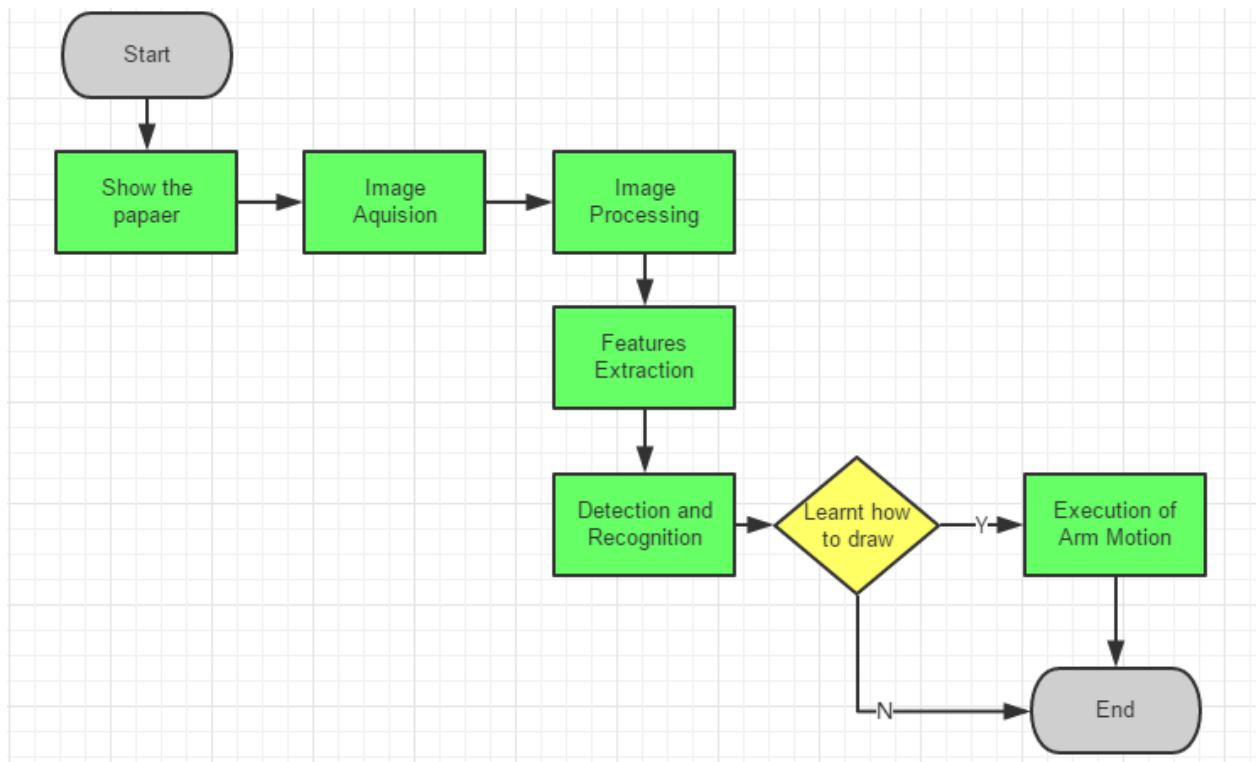 Start
Show the
papaer
Image
Aquision
Image
Processing
Features
Extraction
Detection and
Recognition
Learnt how
to draw
Y
Execution of
Arm Motion
N
End